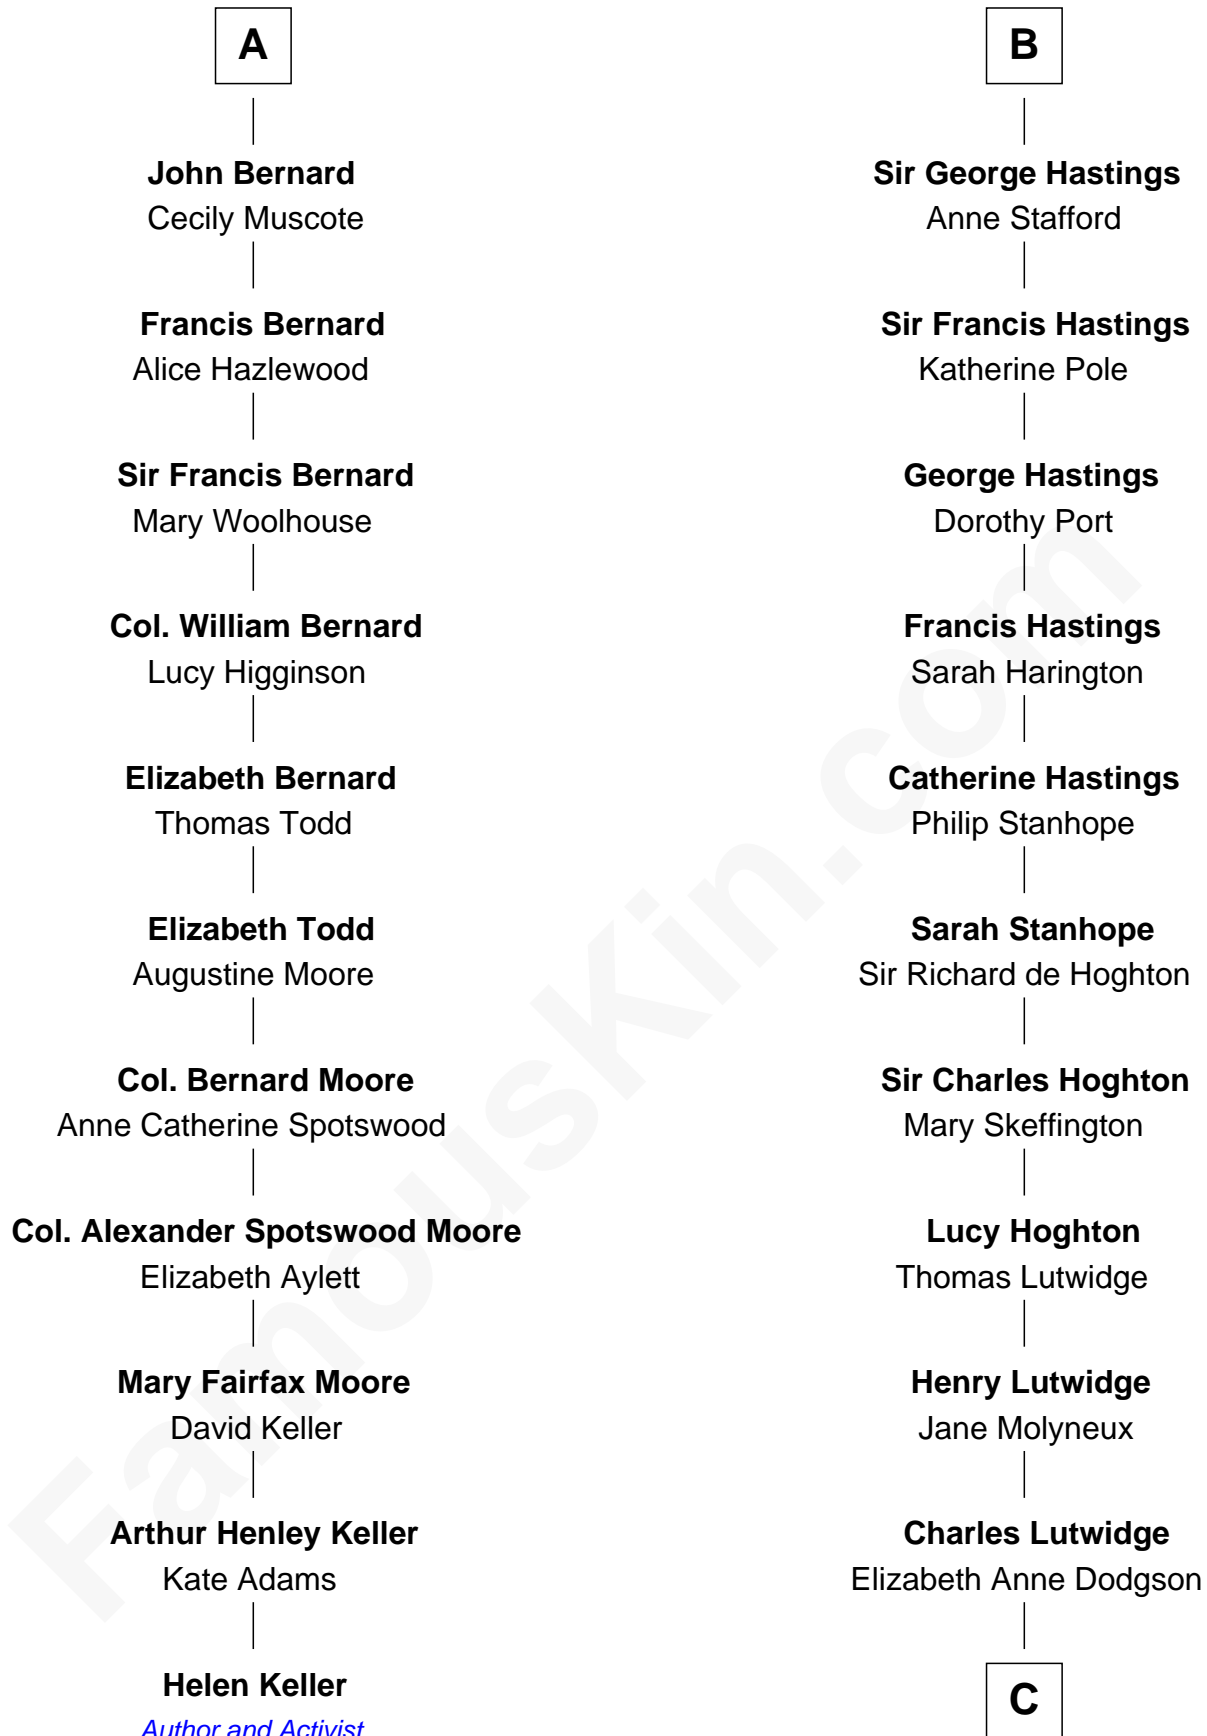 A
John Bernard
Cecily Muscote
Francis Bernard
Alice Hazlewood
Sir Francis Bernard
Mary Woolhouse
Col. William Bernard
Lucy Higginson
Elizabeth Bernard
Thomas Todd
Elizabeth Todd
Augustine Moore
Col. Bernard Moore
Anne Catherine Spotswood
Col. Alexander Spotswood Moore
Elizabeth Aylett
Mary Fairfax Moore
David Keller
Arthur Henley Keller
Kate Adams
Helen Keller
Author and Activist
B
Sir George Hastings
Anne Stafford
Sir Francis Hastings
Katherine Pole
George Hastings
Dorothy Port
Francis Hastings
Sarah Harington
Catherine Hastings
Philip Stanhope
Sarah Stanhope
Sir Richard de Hoghton
Sir Charles Hoghton
Mary Skeffington
Lucy Hoghton
Thomas Lutwidge
Henry Lutwidge
Jane Molyneux
Charles Lutwidge
Elizabeth Anne Dodgson
C
FamousKin.com